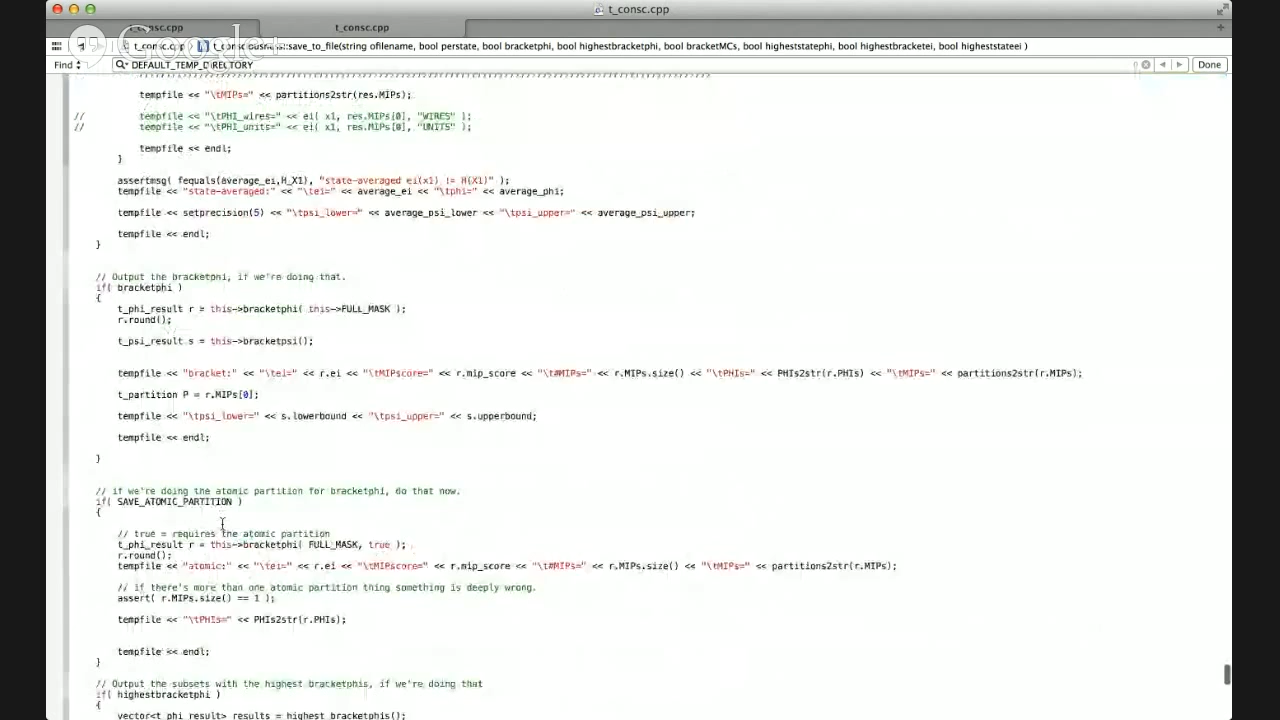 t_consc.cpp
t_consc.cpp t_consc.cpp
Google+
t_consc.cpp t_consciousness::save_to_file(string ofilename, bool perstate, bool bracketphi, bool highestbracketphi, bool bracketMCs, bool higheststatephi, bool highestbracketei, bool higheststateei )
Find DEFAULT_TEMP_DIRECTORY Done
tempfile << "\tMIPs=" << partitions2str(res.MIPs);
// tempfile << "\tPHI_wires=" << ei( x1, res.MIPs[0], "WIRES" );
// tempfile << "\tPHI_units=" << ei( x1, res.MIPs[0], "UNITS" );
tempfile << endl;
}
assertmsg( fequals(average_ei,H_X1), "state-averaged ei(x1) != H(X1)" );
tempfile << "state-averaged:" << "\tei=" << average_ei << "\tphi=" << average_phi;
tempfile << setprecision(5) << "\tpsi_lower=" << average_psi_lower << "\tpsi_upper=" << average_psi_upper;
tempfile << endl;
}
// Output the bracketphi, if we're doing that.
if( bracketphi )
{
t_phi_result r = this->bracketphi( this->FULL_MASK );
r.round();
t_psi_result s = this->bracketpsi();
tempfile << "bracket:" << "\tei=" << r.ei << "\tMIPscore=" << r.mip_score << "\t#MIPs=" << r.MIPs.size() << "\tPHIs=" << PHIs2str(r.PHIs) << "\tMIPs=" << partitions2str(r.MIPs);
t_partition P = r.MIPs[0];
tempfile << "\tpsi_lower=" << s.lowerbound << "\tpsi_upper=" << s.upperbound;
tempfile << endl;
}
// if we're doing the atomic partition for bracketphi, do that now.
if( SAVE_ATOMIC_PARTITION )
{
// true = requires the atomic partition
t_phi_result r = this->bracketphi( FULL_MASK, true );
r.round();
tempfile << "atomic:" << "\tei=" << r.ei << "\tMIPscore=" << r.mip_score << "\t#MIPs=" << r.MIPs.size() << "\tMIPs=" << partitions2str(r.MIPs);
// if there's more than one atomic partition thing something is deeply wrong.
assert( r.MIPs.size() == 1 );
tempfile << "\tPHIs=" << PHIs2str(r.PHIs);
tempfile << endl;
}
// Output the subsets with the highest bracketphis, if we're doing that
if( highestbracketphi )
{
vector<t_phi_result> results = highest_bracketphis();